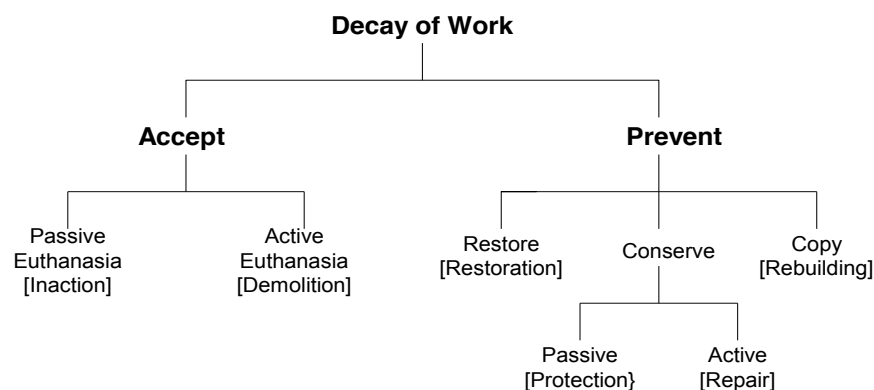 Decay of Work
Accept
Prevent
Passive
Euthanasia
[Inaction]
Active
Euthanasia
[Demolition]
Restore
[Restoration]
Conserve
Copy
[Rebuilding]
Passive
[Protection}
Active
[Repair]